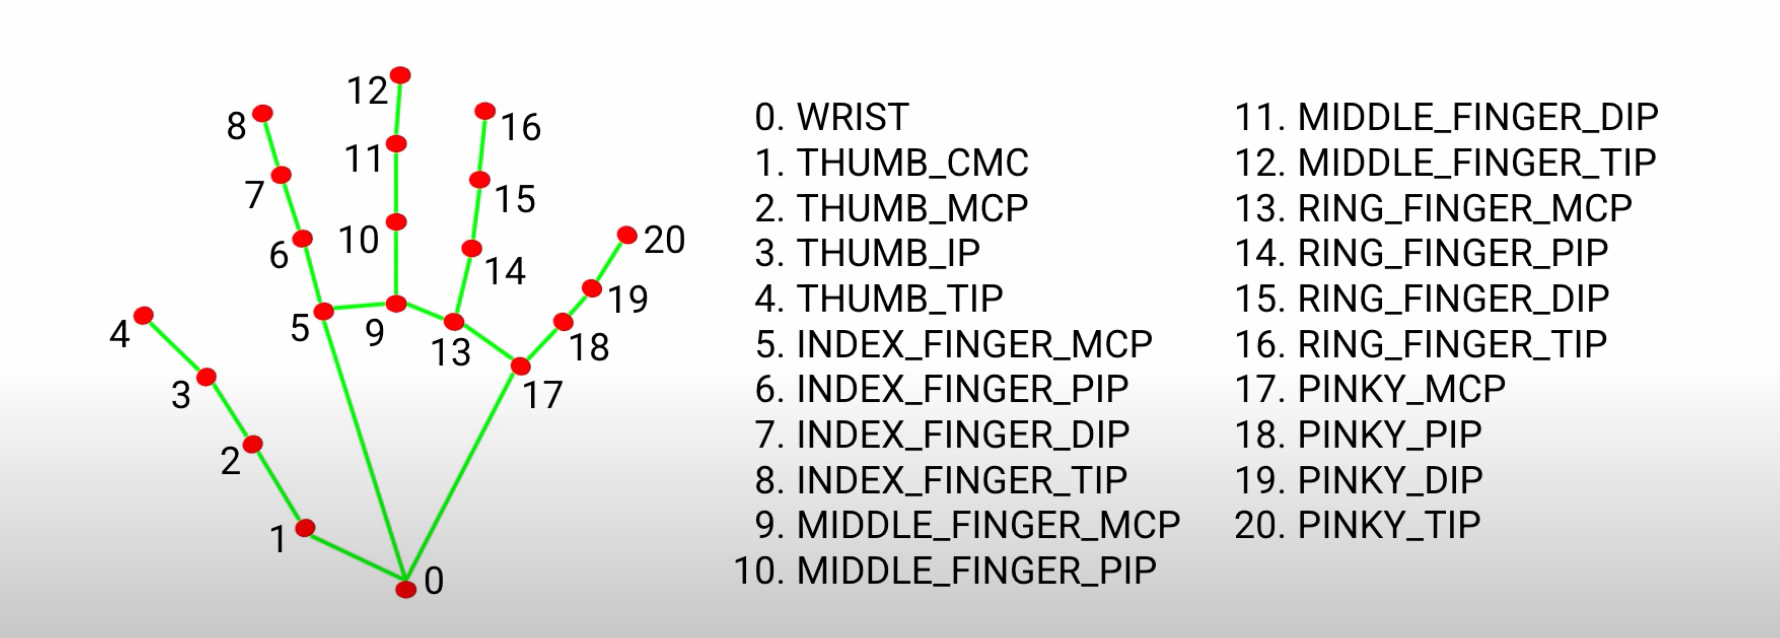 12
8
16
11
7
15
10
6
14
20
19
5
9
13
18
4
17
3
2
1
0
0. WRIST
1. THUMB_CMC
2. THUMB_MCP
3. THUMB_IP
4. THUMB_TIP
5. INDEX_FINGER_MCP
6. INDEX_FINGER_PIP
7. INDEX_FINGER_DIP
8. INDEX_FINGER_TIP
9. MIDDLE_FINGER_MCP
10. MIDDLE_FINGER_PIP
11. MIDDLE_FINGER_DIP
12. MIDDLE_FINGER_TIP
13. RING_FINGER_MCP
14. RING_FINGER_PIP
15. RING_FINGER_DIP
16. RING_FINGER_TIP
17. PINKY_MCP
18. PINKY_PIP
19. PINKY_DIP
20. PINKY_TIP